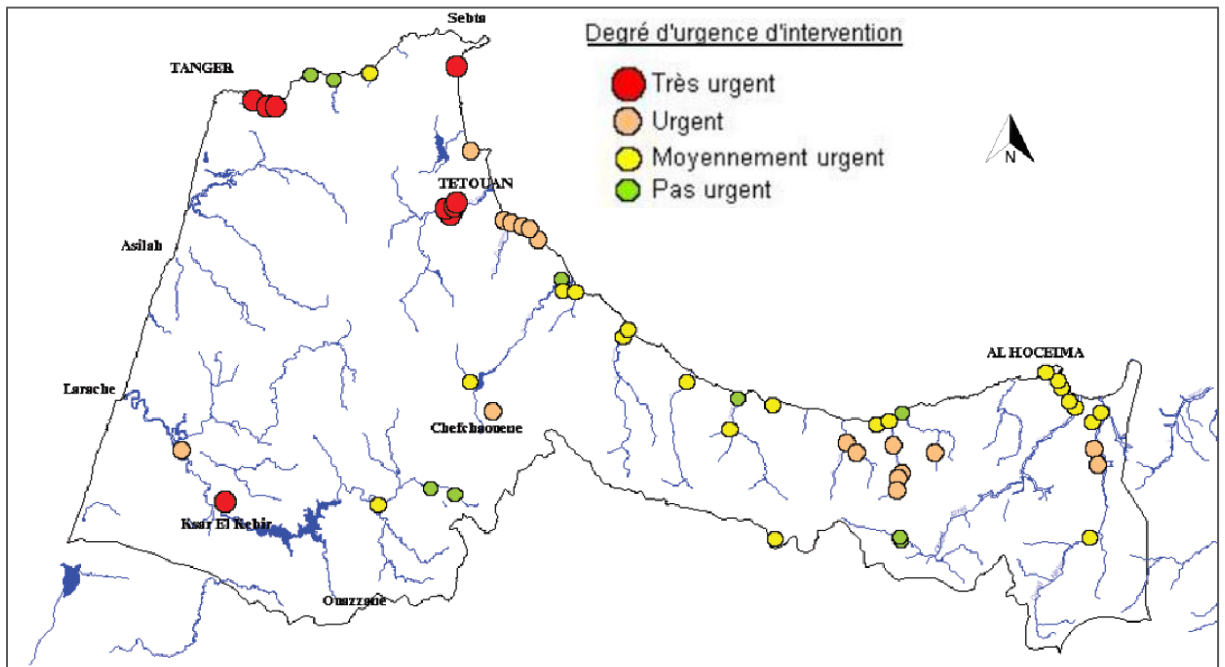 Sebta
Degré d'urgence d'intervention
TANGER
Très urgent
Urgent
Moyennement urgent
Pas urgent
N
TETOUAN
Asilah
AL HOCEIMA
Larache
Chefchaouene
Ksar El Kebir
Ouazzane